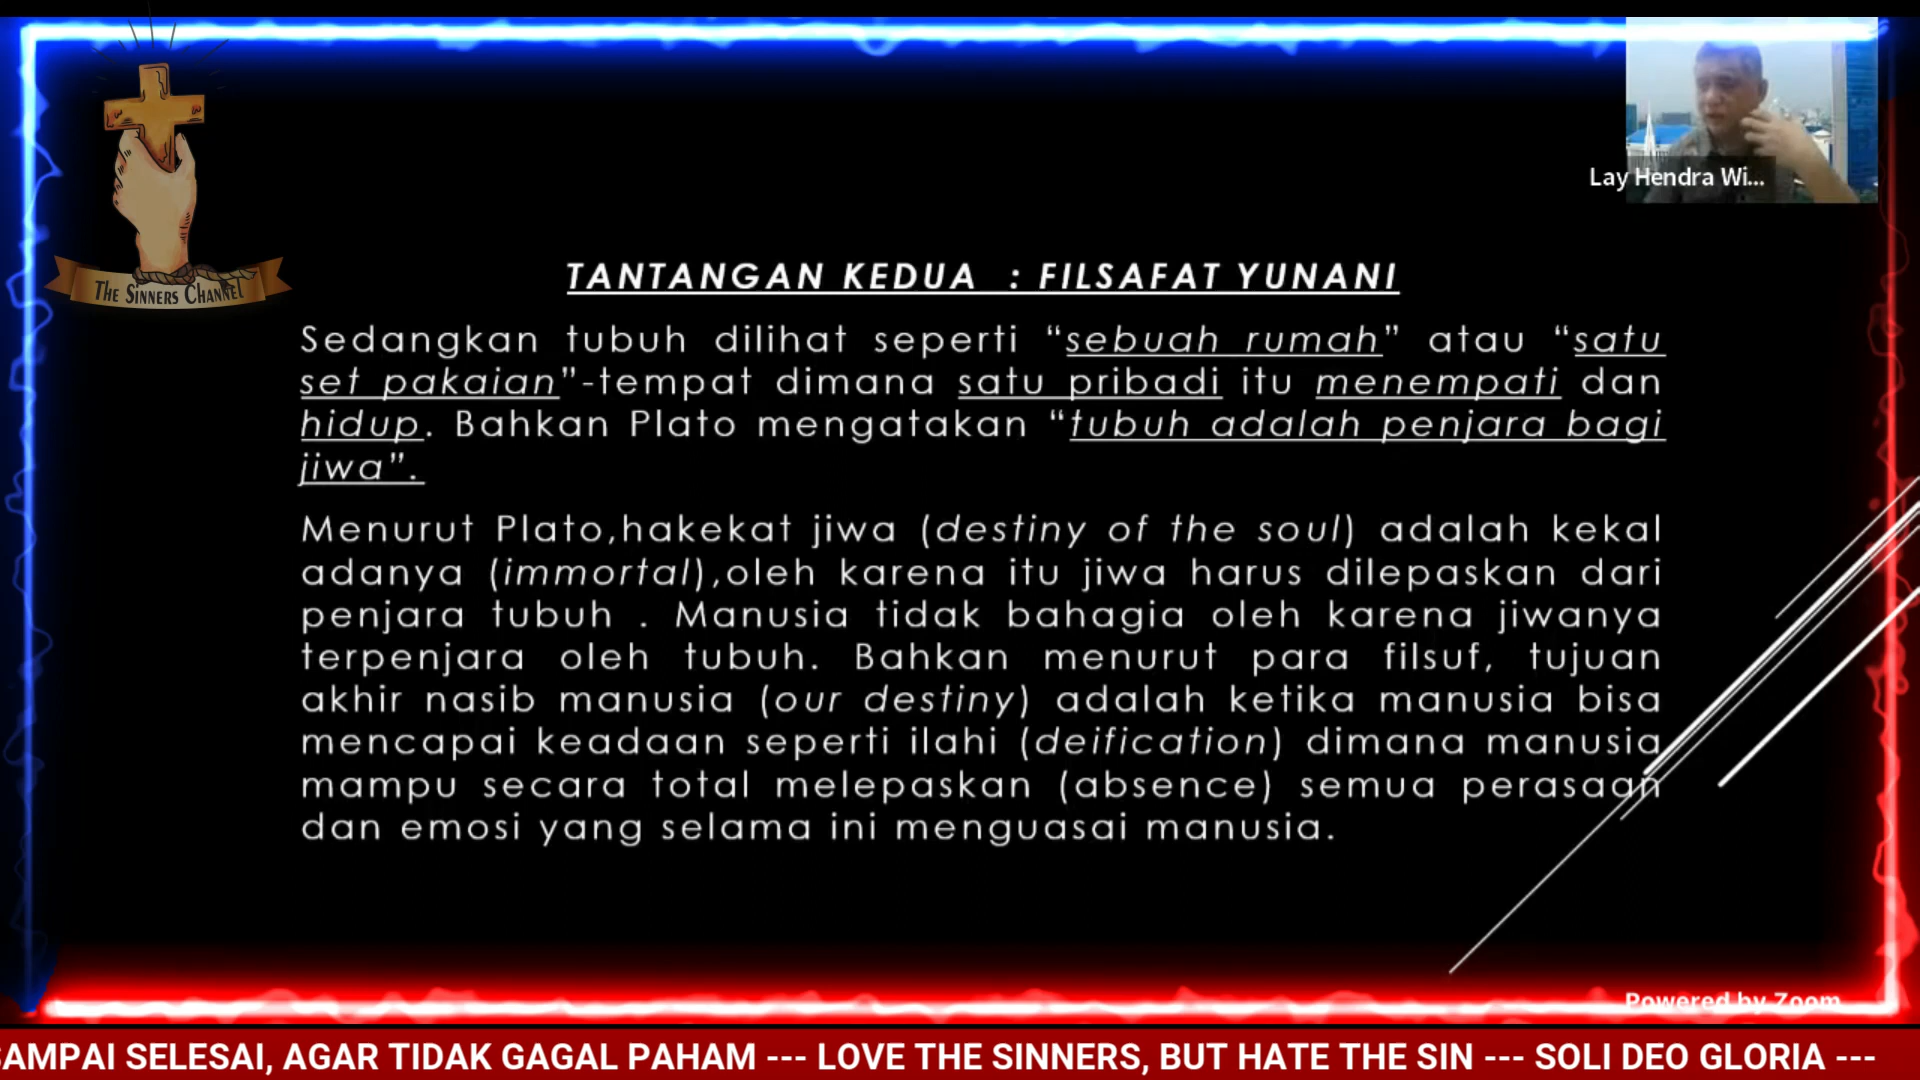 THE SINNERS CHANNEL
Lay Hendra Wi...
TANTANGAN KEDUA : FILSAFAT YUNANI
Sedangkan tubuh dilihat seperti “sebuah rumah” atau “satu
set pakaian”-tempat dimana satu pribadi itu menempati dan
hidup. Bahkan Plato mengatakan “tubuh adalah penjara bagi
jiwa”.
Menurut Plato,hakekat jiwa (destiny of the soul) adalah kekal
adanya (immortal),oleh karena itu jiwa harus dilepaskan dari
penjara tubuh . Manusia tidak bahagia oleh karena jiwanya
terpenjara oleh tubuh. Bahkan menurut para filsuf, tujuan
akhir nasib manusia (our destiny) adalah ketika manusia bisa
mencapai keadaan seperti ilahi (deification) dimana manusia
mampu secara total melepaskan (absence) semua perasaan
dan emosi yang selama ini menguasai manusia.
Powered by Zoom
SAMPAI SELESAI, AGAR TIDAK GAGAL PAHAM --- LOVE THE SINNERS, BUT HATE THE SIN --- SOLI DEO GLORIA ---